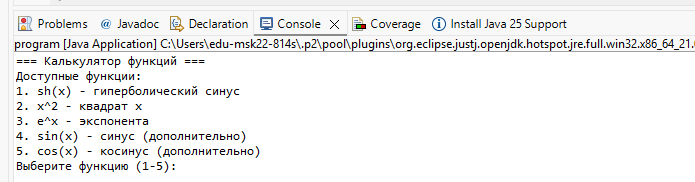 Problems @ Javadoc Declaration Console Coverage Install Java 25 Support
program [Java Application] C:\Users\edu-msk22-814s\.p2\pool\plugins\org.eclipse.justj.openjdk.hotspot.jre.full.win32.x86_64_21.
=== Калькулятор функций ===
Доступные функции:
1. sh(x) - гиперболический синус
2. x^2 - квадрат x
3. e^x - экспонента
4. sin(x) - синус (дополнительно)
5. cos(x) - косинус (дополнительно)
Выберите функцию (1-5):